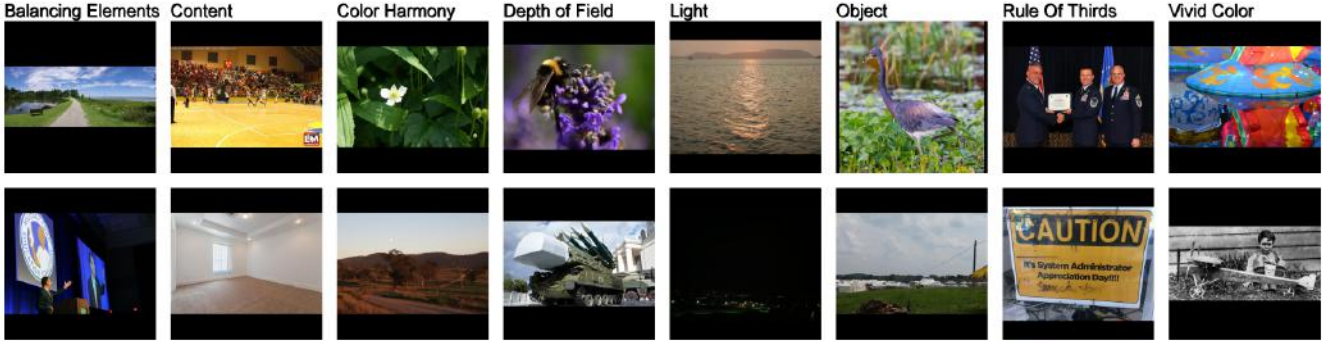 Balancing Elements
Content
Color Harmony
Depth of Field
Light
Object
Rule Of Thirds
Vivid Color
CAUTION
It's System Administrator
Appreciation Day!!!!